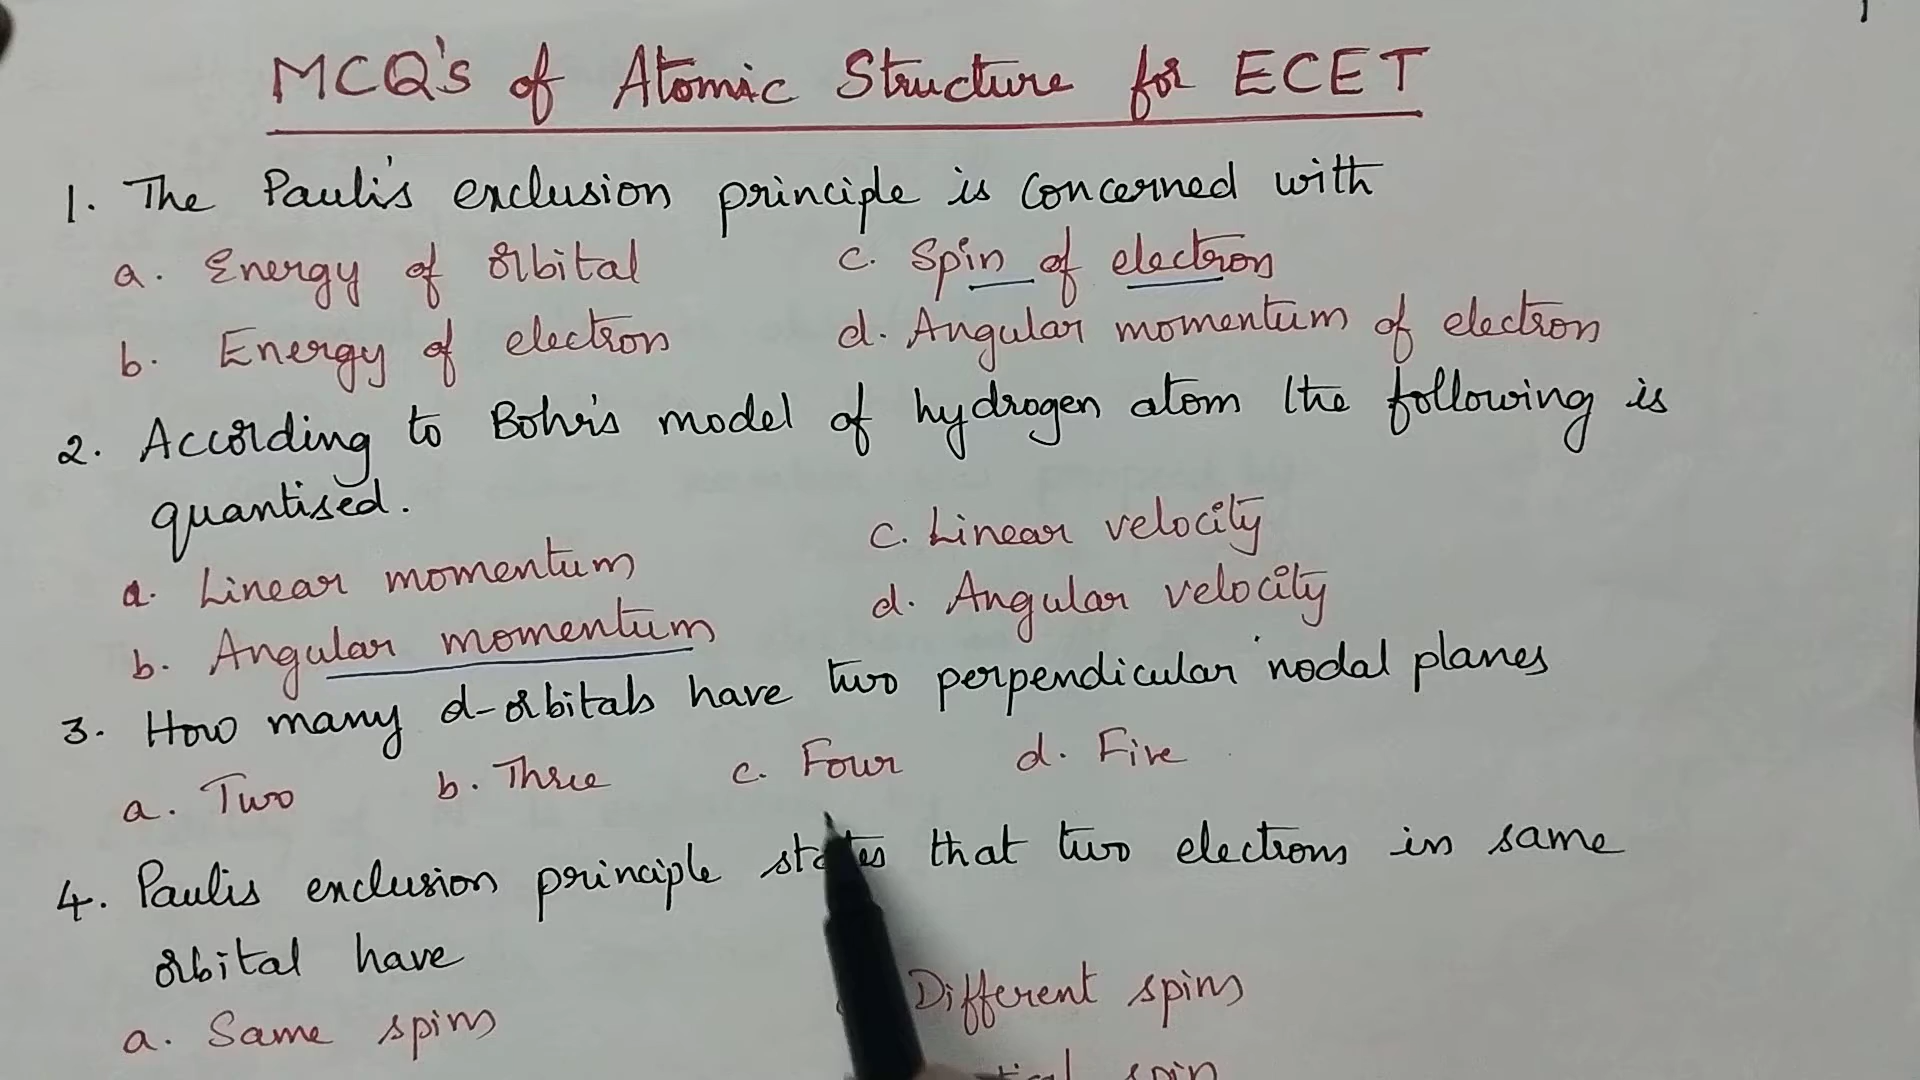 MCQ's of Atomic Structure for ECET
1. The Pauli's exclusion principle is concerned with
a. Energy of orbital
c. Spin of electron
b. Energy of electron
d. Angular momentum of electron
2. According to Bohr's model of hydrogen atom the following is
quantised.
a. Linear momentum
c. Linear velocity
b. Angular momentum
d. Angular velocity
3. How many d-orbitals have two perpendicular nodal planes
a. Two b. Three c. Four d. Five
4. Paulis exclusion principle states that two electrons in same
orbital have
a. Same spins
Different spins
spin